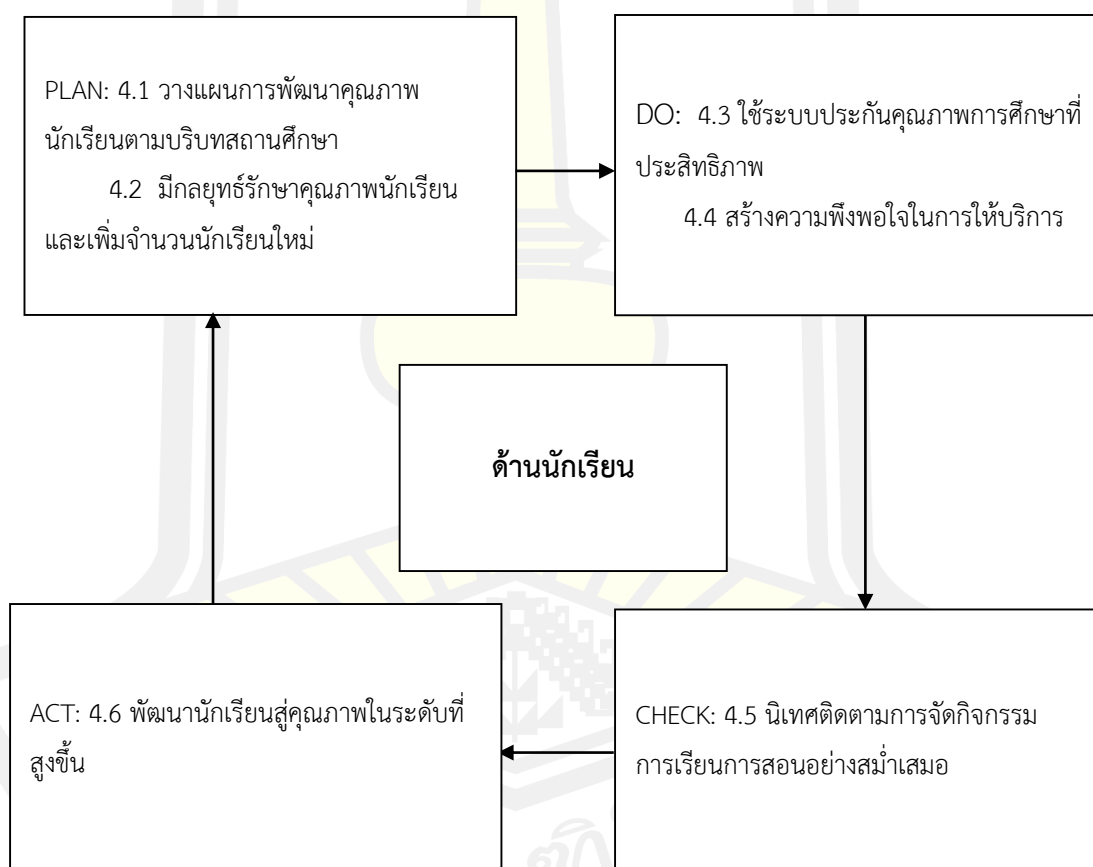 PLAN: 4.1 วางแผนการพัฒนาคุณภาพ
นักเรียนตามบริบทสถานศึกษา
4.2 มีกลยุทธ์รักษาคุณภาพนักเรียน
และเพิ่มจำนวนนักเรียนใหม่
DO: 4.3 ใช้ระบบประกันคุณภาพการศึกษาที่
ประสิทธิภาพ
4.4 สร้างความพึงพอใจในการให้บริการ
ด้านนักเรียน
ACT: 4.6 พัฒนานักเรียนสู่คุณภาพในระดับที่
สูงขึ้น
CHECK: 4.5 นิเทศติดตามการจัดกิจกรรม
การเรียนการสอนอย่างสม่ำเสมอ